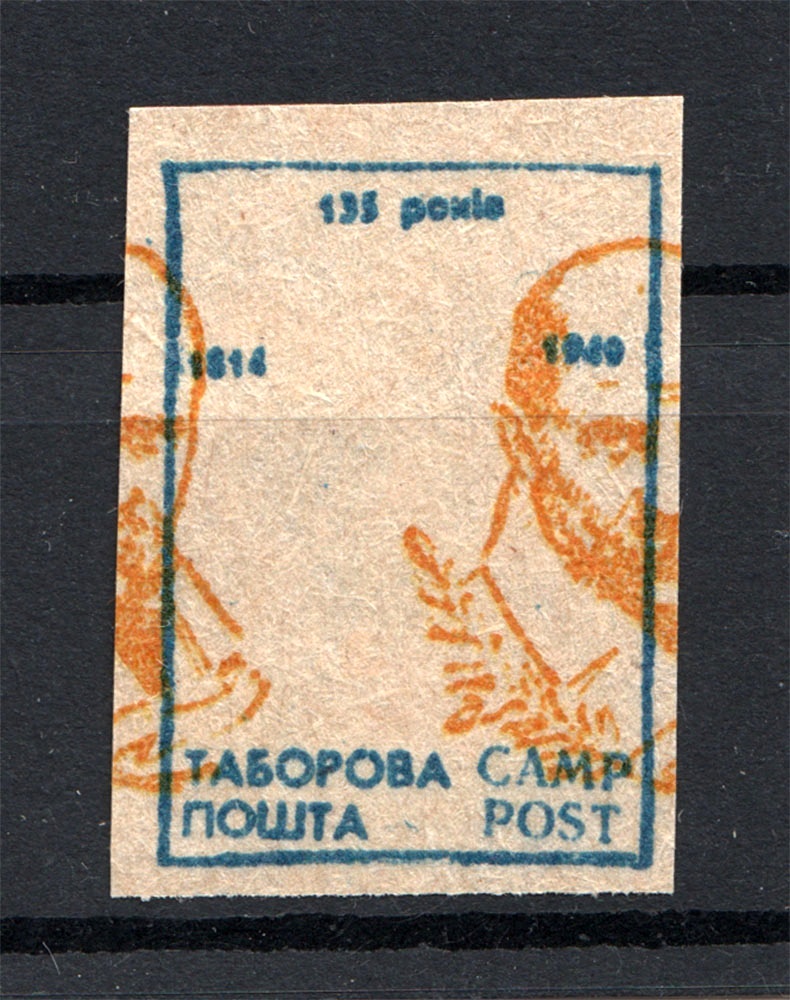 135 років
1814 1949
ТАБОРОВА CAMP
ПОШТА POST